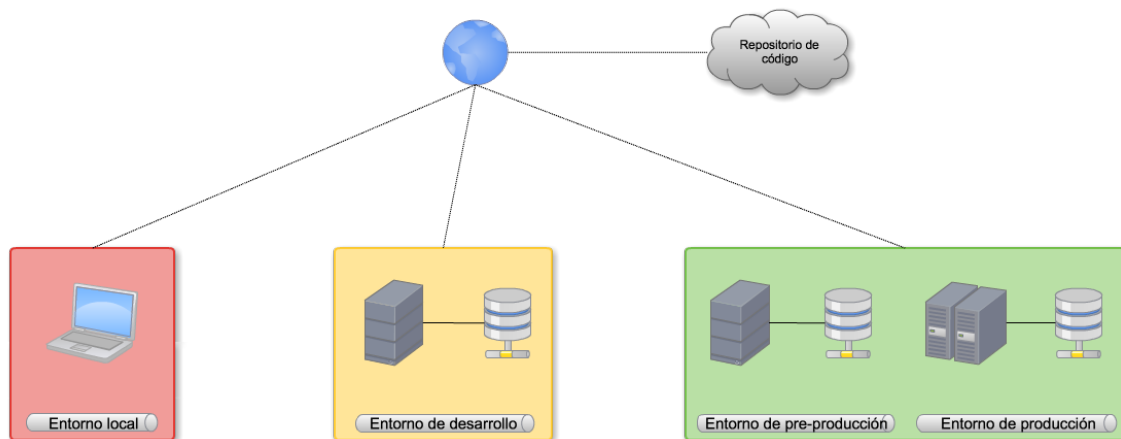 Repositorio de
código
Entorno local
Entorno de desarrollo
Entorno de pre-producción
Entorno de producción